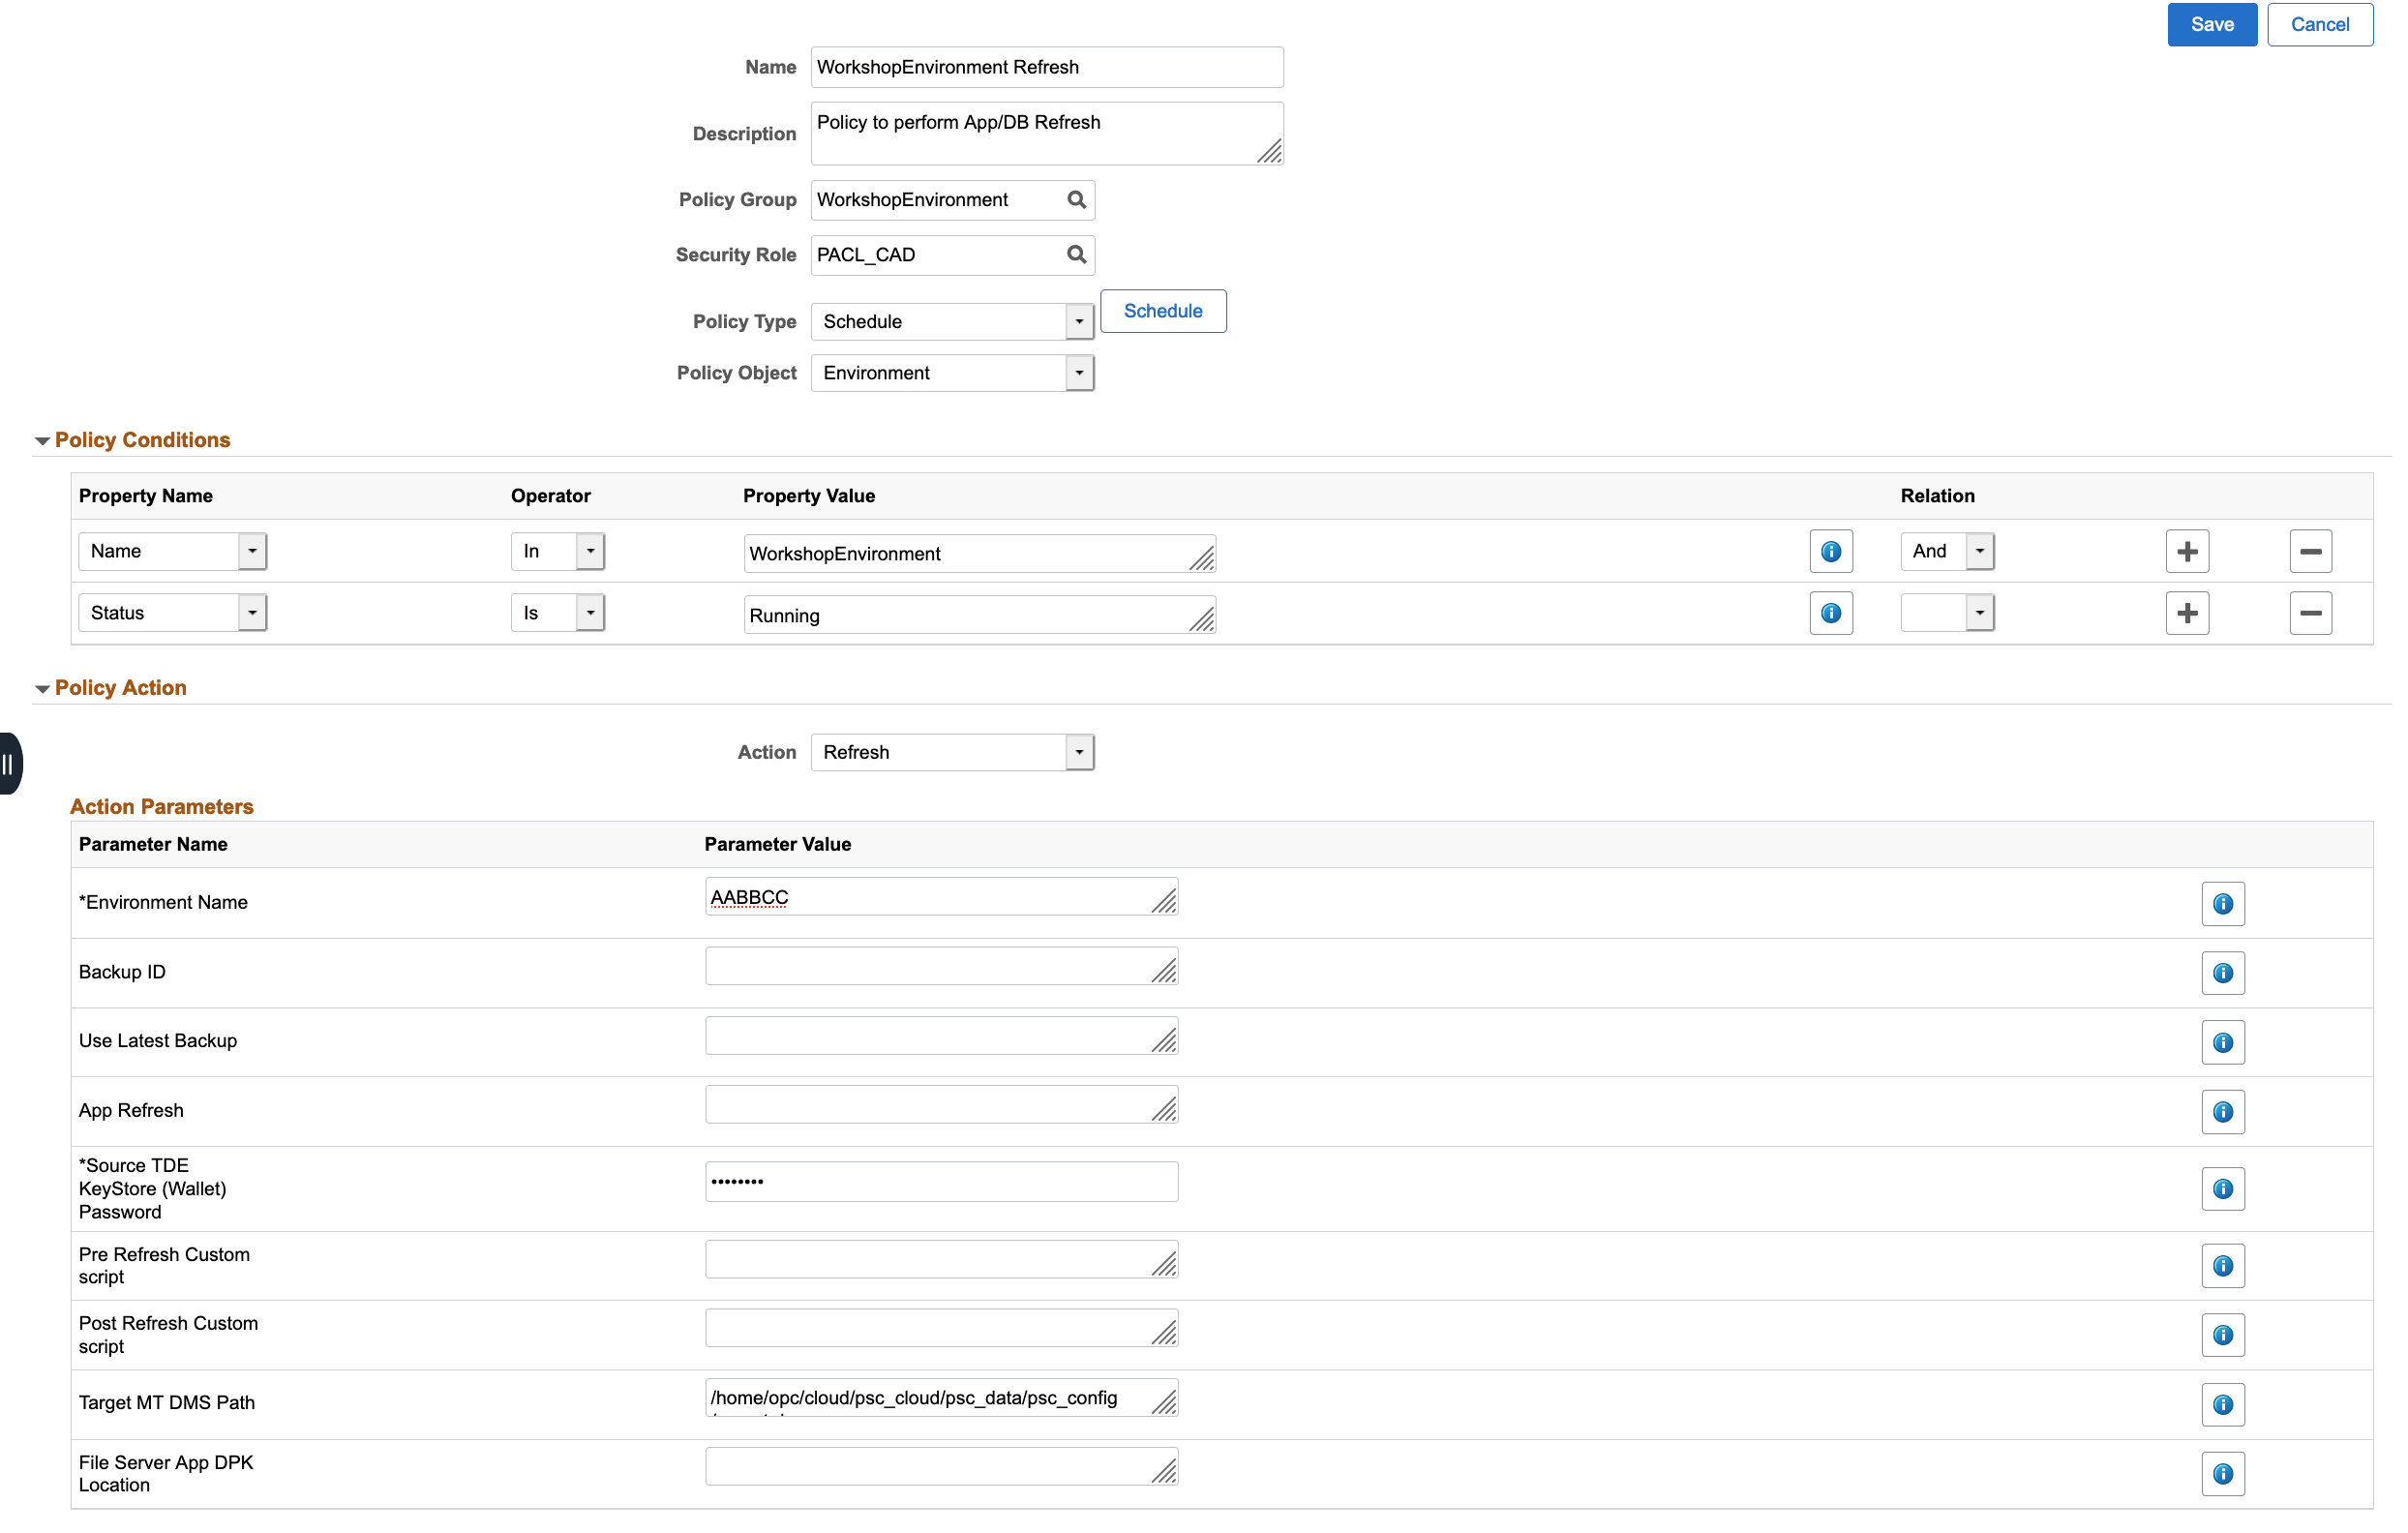 Save Cancel
Name WorkshopEnvironment Refresh
Description Policy to perform App/DB Refresh
Policy Group WorkshopEnvironment
Security Role PACL_CAD
Policy Type Schedule Schedule
Policy Object Environment
Policy Conditions
Property Name Operator Property Value Relation
Name In WorkshopEnvironment And
Status Is Running
Policy Action
Action Refresh
Action Parameters
Parameter Name Parameter Value
*Environment Name AABBCC
Backup ID
Use Latest Backup
App Refresh
*Source TDE
KeyStore (Wallet)
Password ••••••••
Pre Refresh Custom
script
Post Refresh Custom
script
Target MT DMS Path /home/opc/cloud/psc_cloud/psc_data/psc_config
File Server App DPK
Location